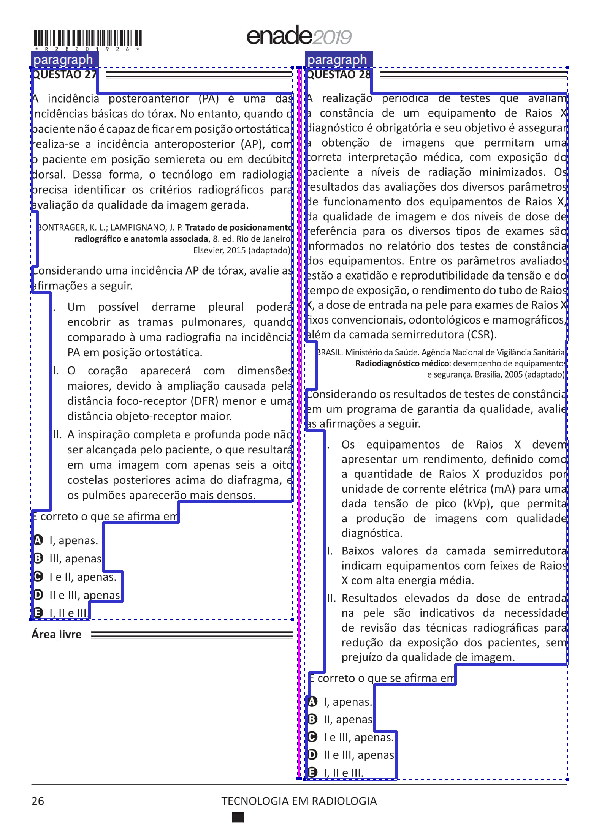 enade2019
paragraph
QUESTÃO 27
A incidência posteroanterior (PA) é uma das
incidências básicas do tórax. No entanto, quando o
paciente não é capaz de ficar em posição ortostática,
realiza-se a incidência anteroposterior (AP), com
o paciente em posição semiereta ou em decúbito
dorsal. Dessa forma, o tecnólogo em radiologia
precisa identificar os critérios radiográficos para
avaliação da qualidade da imagem gerada.
BONTRAGER, K. L.; LAMPIGNANO, J. P. Tratado de posicionamento
radiográfico e anatomia associada. 8. ed. Rio de Janeiro:
Elsevier, 2015 (adaptado).
Considerando uma incidência AP de tórax, avalie as
afirmações a seguir.
I. Um possível derrame pleural poderá
encobrir as tramas pulmonares, quando
comparado à uma radiografia na incidência
PA em posição ortostática.
II. O coração aparecerá com dimensões
maiores, devido à ampliação causada pela
distância foco-receptor (DFR) menor e uma
distância objeto-receptor maior.
III. A inspiração completa e profunda pode não
ser alcançada pelo paciente, o que resultará
em uma imagem com apenas seis a oito
costelas posteriores acima do diafragma, e
os pulmões aparecerão mais densos.
É correto o que se afirma em
A I, apenas.
B III, apenas.
C I e II, apenas.
D II e III, apenas.
E I, II e III.
Área livre
paragraph
QUESTÃO 28
A realização periódica de testes que avaliam
a constância de um equipamento de Raios X
diagnóstico é obrigatória e seu objetivo é assegurar
a obtenção de imagens que permitam uma
correta interpretação médica, com exposição do
paciente a níveis de radiação minimizados. Os
resultados das avaliações dos diversos parâmetros
de funcionamento dos equipamentos de Raios X,
da qualidade de imagem e dos níveis de dose de
referência para os diversos tipos de exames são
informados no relatório dos testes de constância
dos equipamentos. Entre os parâmetros avaliados
estão a exatidão e reprodutibilidade da tensão e do
tempo de exposição, o rendimento do tubo de Raios
X, a dose de entrada na pele para exames de Raios X
fixos convencionais, odontológicos e mamográficos,
além da camada semirredutora (CSR).
BRASIL. Ministério da Saúde. Agência Nacional de Vigilância Sanitária.
Radiodiagnóstico médico: desempenho de equipamentos
e segurança. Brasília, 2005 (adaptado).
Considerando os resultados de testes de constância
em um programa de garantia da qualidade, avalie
as afirmações a seguir.
I. Os equipamentos de Raios X devem
apresentar um rendimento, definido como
a quantidade de Raios X produzidos por
unidade de corrente elétrica (mA) para uma
dada tensão de pico (kVp), que permita
a produção de imagens com qualidade
diagnóstica.
II. Baixos valores da camada semirredutora
indicam equipamentos com feixes de Raios
X com alta energia média.
III. Resultados elevados da dose de entrada
na pele são indicativos da necessidade
de revisão das técnicas radiográficas para
redução da exposição dos pacientes, sem
prejuízo da qualidade de imagem.
É correto o que se afirma em
A I, apenas.
B II, apenas.
C I e III, apenas.
D II e III, apenas.
E I, II e III.
26
TECNOLOGIA EM RADIOLOGIA